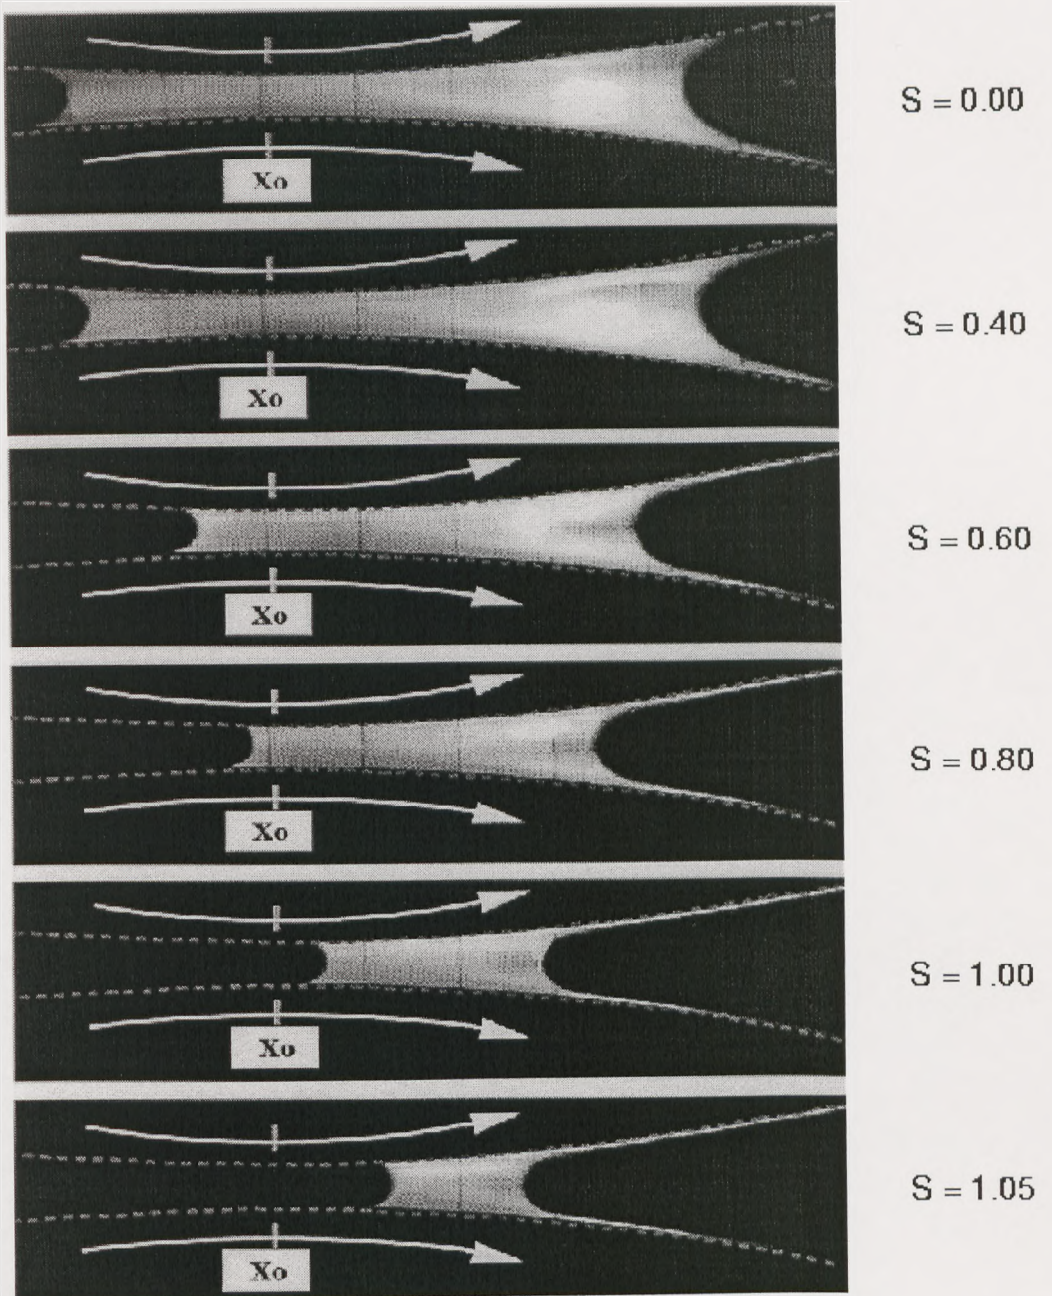 S = 0.00
Xo
S = 0.40
Xo
S = 0.60
Xo
S = 0.80
Xo
S = 1.00
Xo
S = 1.05
Xo